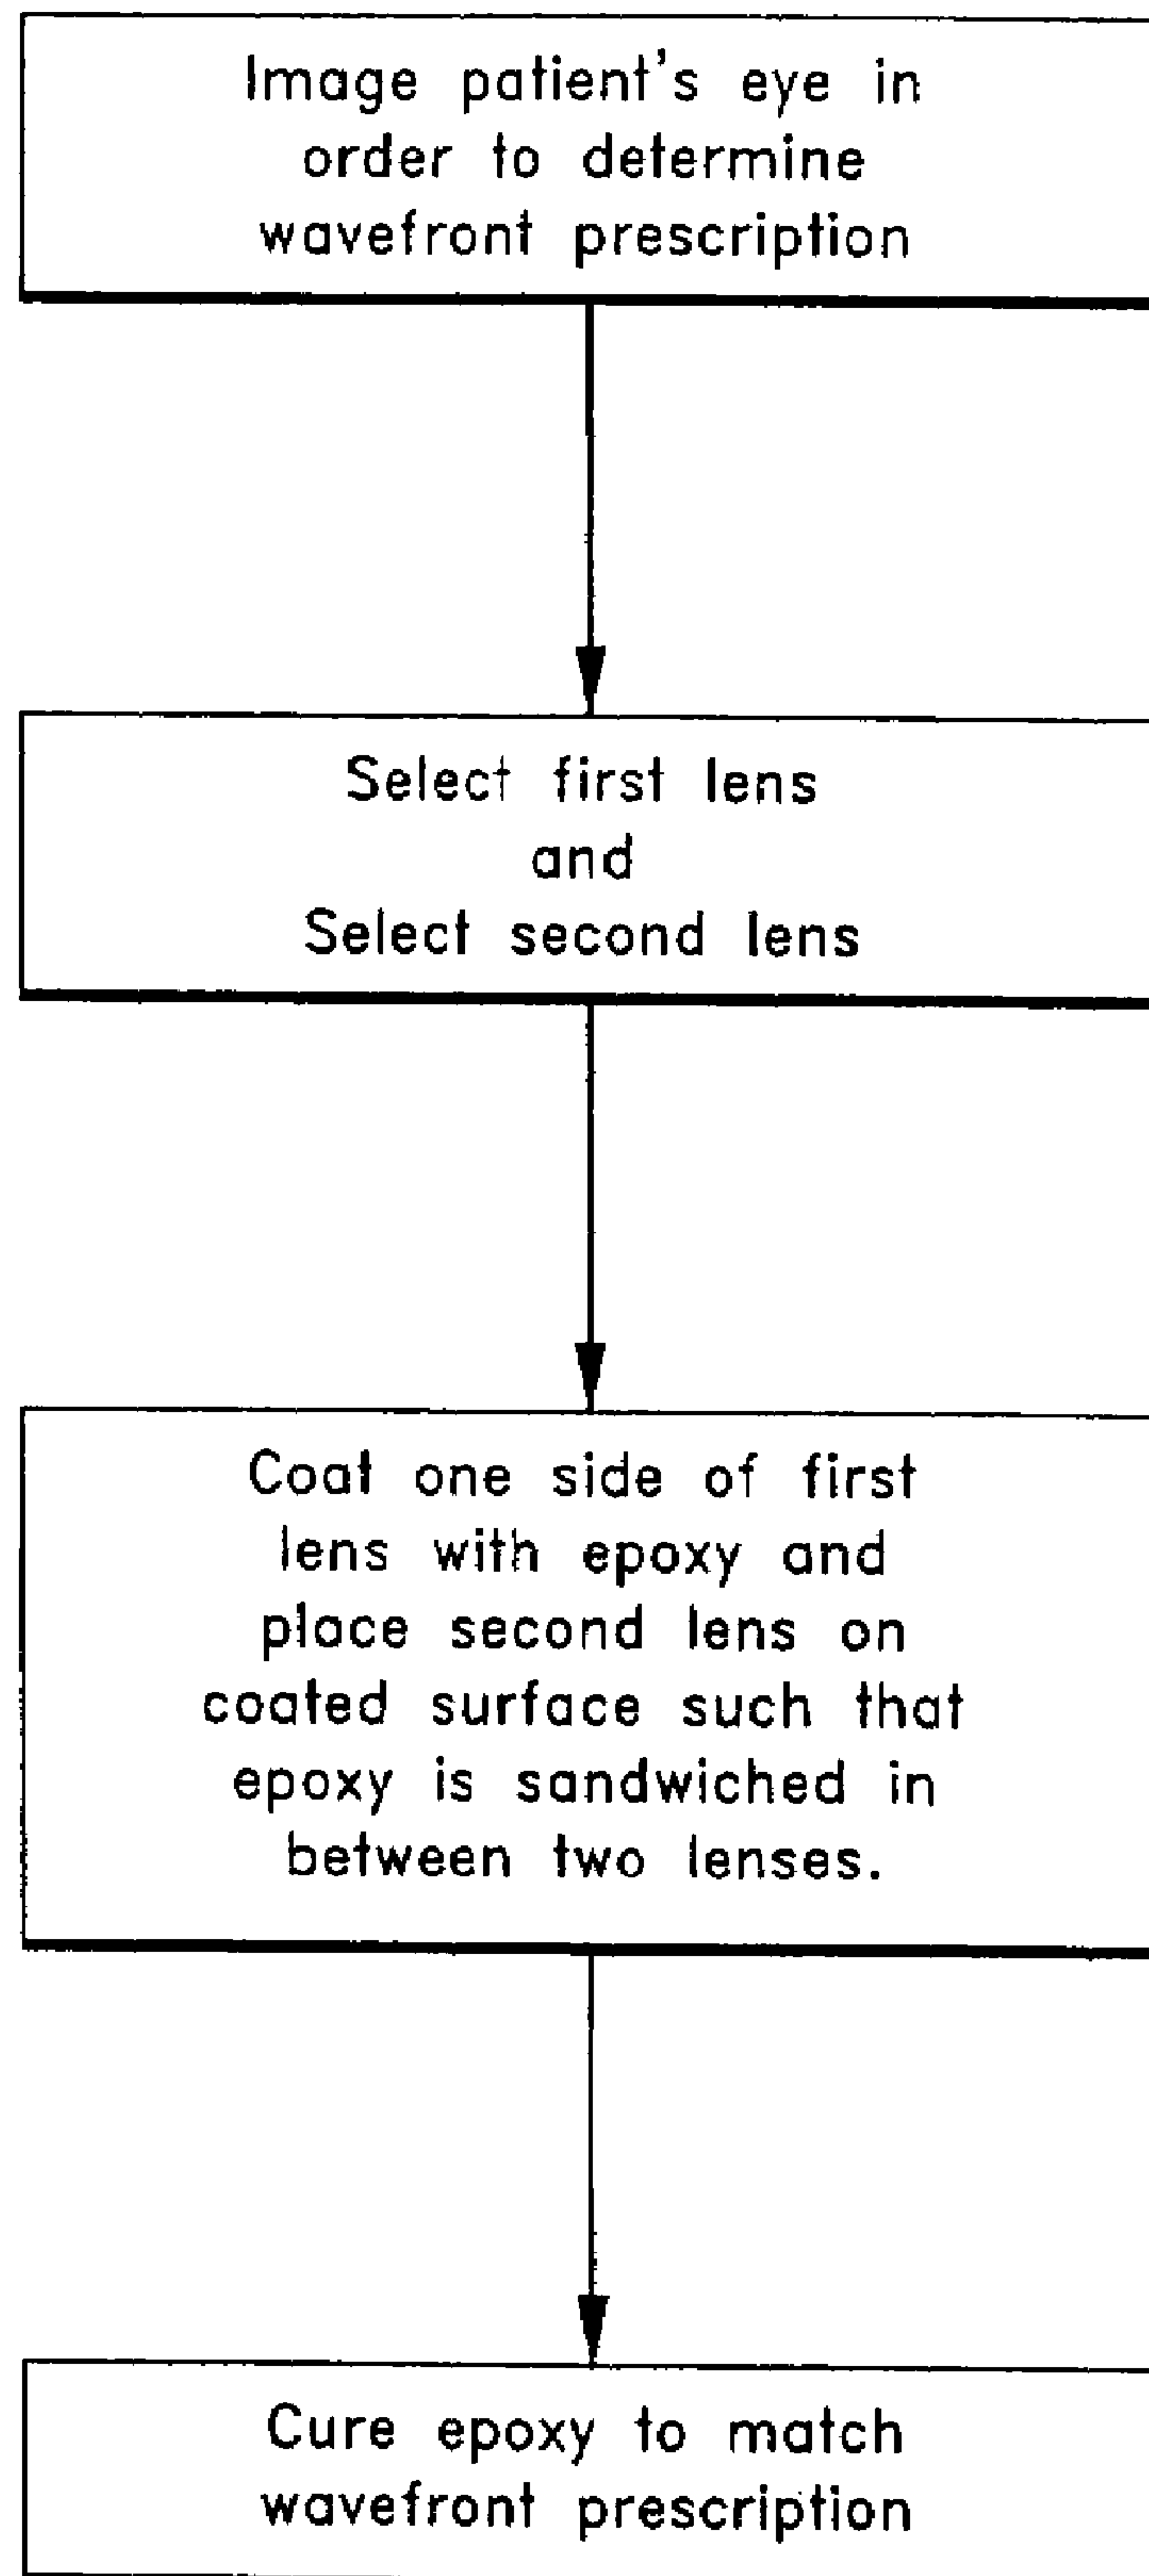 Image patient's eye in
order to determine
wavefront prescription
Select first lens
and
Select second lens
Coat one side of first
lens with epoxy and
place second lens on
coated surface such that
epoxy is sandwiched in
between two lenses.
Cure epoxy to match
wavefront prescription